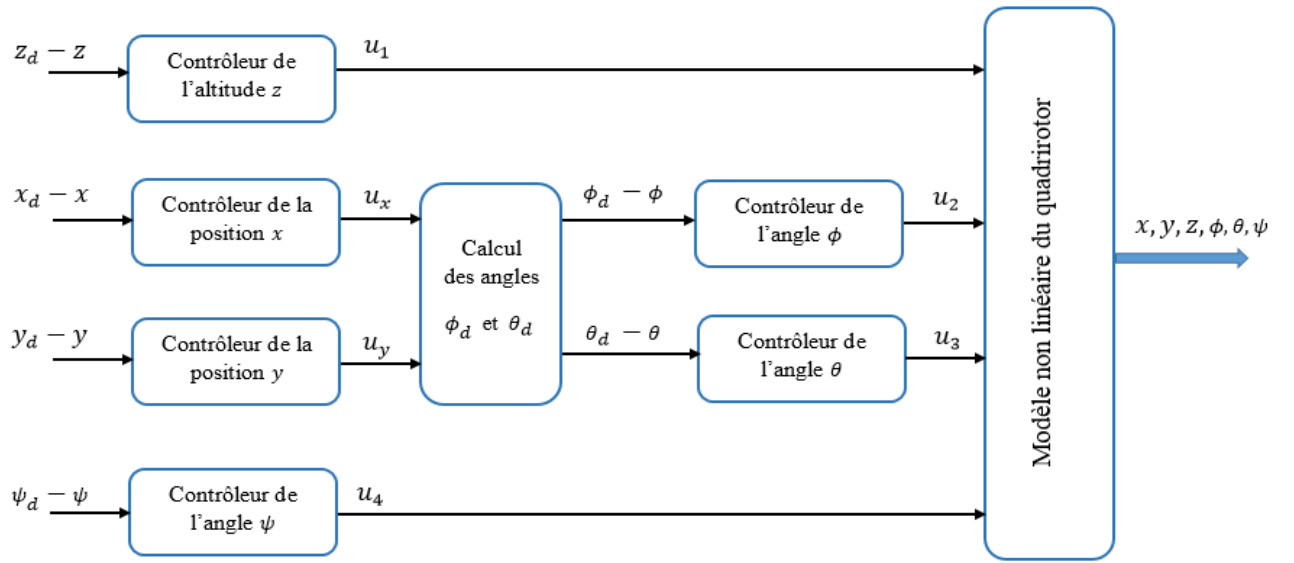 z_d − z
Contrôleur de
l'altitude z
u_1
x_d − x
Contrôleur de la
position x
u_x
y_d − y
Contrôleur de la
position y
u_y
Calcul
des angles
ϕ_d et θ_d
ϕ_d − ϕ
Contrôleur de
l'angle ϕ
u_2
θ_d − θ
Contrôleur de
l'angle θ
u_3
ψ_d − ψ
Contrôleur de
l'angle ψ
u_4
Modèle non linéaire du quadrirotor
x, y, z, ϕ, θ, ψ